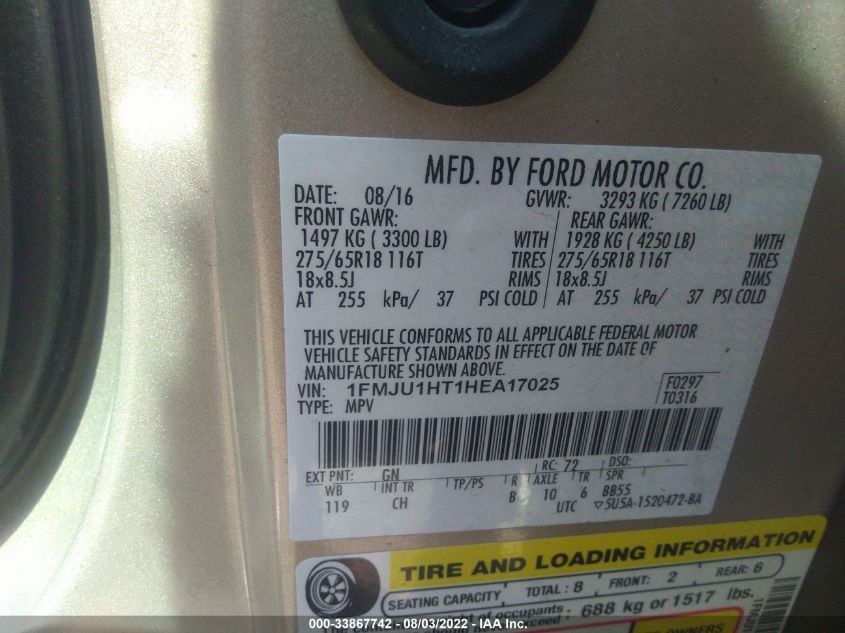 MFD. BY FORD MOTOR CO.
DATE: 08/16 GVWR: 3293 KG ( 7260 LB)
FRONT GAWR: REAR GAWR:
1497 KG ( 3300 LB) WITH 1928 KG ( 4250 LB) WITH
275/65R18 116T TIRES 275/65R18 116T TIRES
18x8.5J RIMS 18x8.5J RIMS
AT 255 kPa/ 37 PSI COLD AT 255 kPa/ 37 PSI COLD
THIS VEHICLE CONFORMS TO ALL APPLICABLE FEDERAL MOTOR
VEHICLE SAFETY STANDARDS IN EFFECT ON THE DATE OF
MANUFACTURE SHOWN ABOVE.
VIN: 1FMJU1HT1HEA17025 F0297
TYPE: MPV T0316
EXT PNT: GN RC: 72 DSO:
WB INT TR TP/PS R AXLE TR SPR
119 CH B 10 6 BB55
UTC ▽5U5A-1520472-BA
TIRE AND LOADING INFORMATION
SEATING CAPACITY TOTAL : 8 FRONT: 2 REAR: 6
of occupants 688 kg or 1517 lbs.
OWNERS
000-33867742 - 08/03/2022 - IAA Inc.